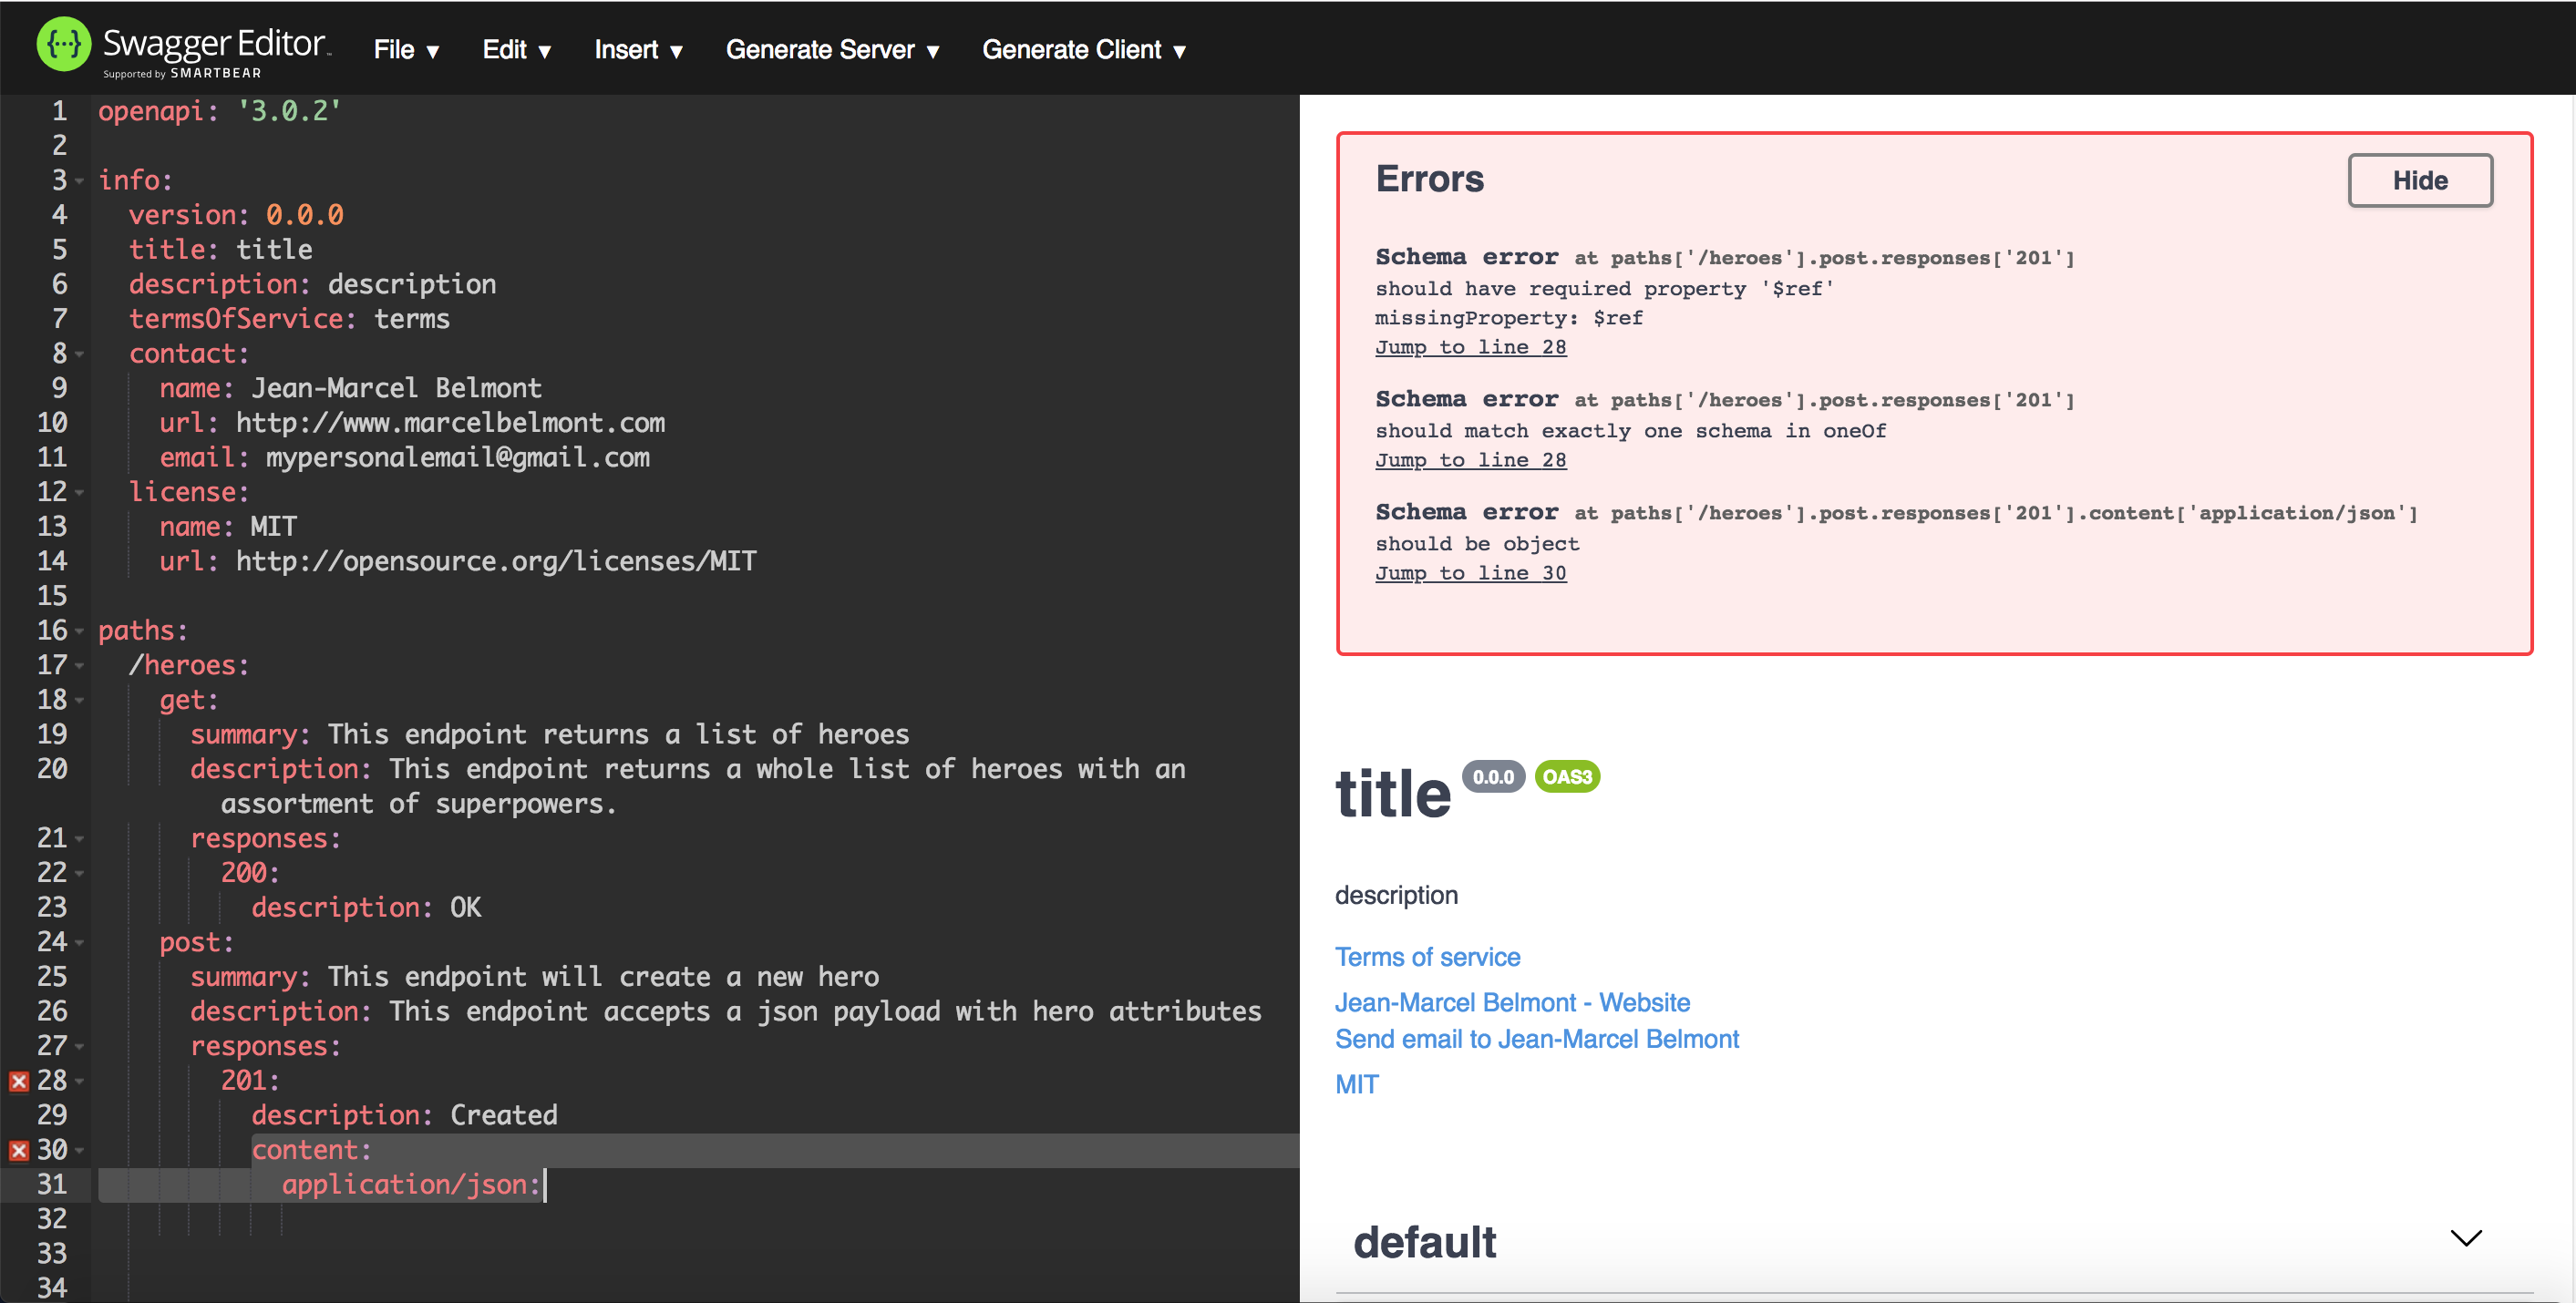 Swagger Editor
Supported by SMARTBEAR
File ▼ Edit ▼ Insert ▼ Generate Server ▼ Generate Client ▼
1 openapi: '3.0.2'
2
3 info:
4 version: 0.0.0
5 title: title
6 description: description
7 termsOfService: terms
8 contact:
9 name: Jean-Marcel Belmont
10 url: http://www.marcelbelmont.com
11 email: mypersonalemail@gmail.com
12 license:
13 name: MIT
14 url: http://opensource.org/licenses/MIT
15
16 paths:
17 /heroes:
18 get:
19 summary: This endpoint returns a list of heroes
20 description: This endpoint returns a whole list of heroes with an
assortment of superpowers.
21 responses:
22 200:
23 description: OK
24 post:
25 summary: This endpoint will create a new hero
26 description: This endpoint accepts a json payload with hero attributes
27 responses:
28 201:
29 description: Created
30 content:
31 application/json:
32
33
34
Errors
Hide
Schema error at paths['/heroes'].post.responses['201']
should have required property '$ref'
missingProperty: $ref
Jump to line 28
Schema error at paths['/heroes'].post.responses['201']
should match exactly one schema in oneOf
Jump to line 28
Schema error at paths['/heroes'].post.responses['201'].content['application/json']
should be object
Jump to line 30
title 0.0.0 OAS3
description
Terms of service
Jean-Marcel Belmont - Website
Send email to Jean-Marcel Belmont
MIT
default